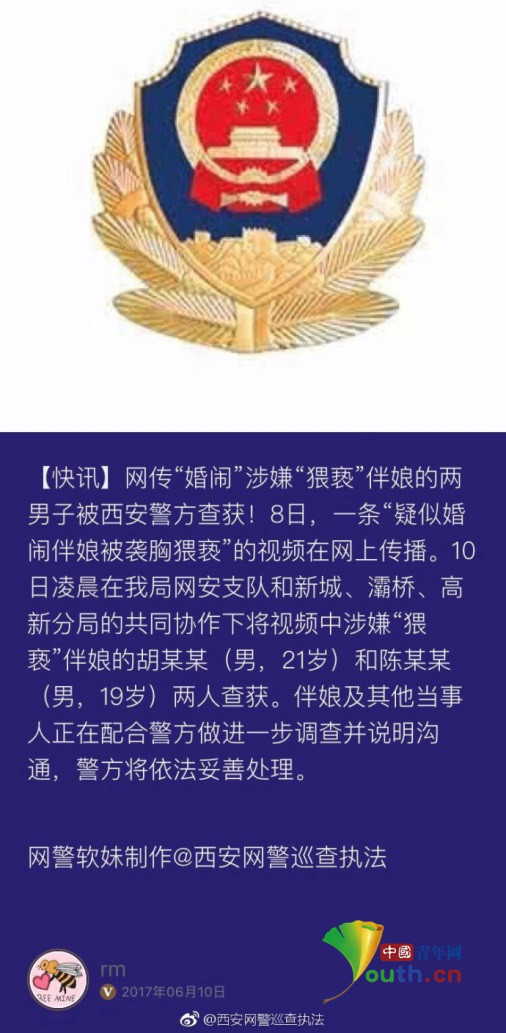 【快讯】网传“婚闹”涉嫌“猥亵”伴娘的两
男子被西安警方查获！8日，一条“疑似婚
闹伴娘被袭胸猥亵”的视频在网上传播。10
日凌晨在我局网安支队和新城、灞桥、高
新分局的共同协作下将视频中涉嫌“猥
亵”伴娘的胡某某（男，21岁）和陈某某
（男，19岁）两人查获。伴娘及其他当事
人正在配合警方做进一步调查并说明沟
通，警方将依法妥善处理。
网警软妹制作@西安网警巡查执法
中國青年网
Youth.cn
BEE MINE
rm
V 2017年06月10日
@西安网警巡查执法